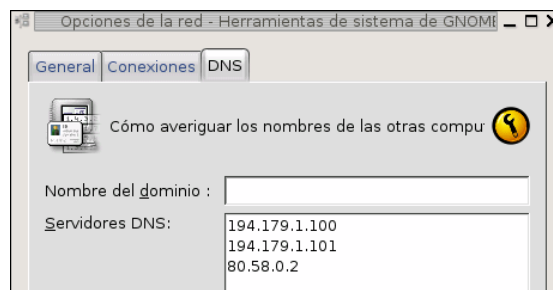 Opciones de la red - Herramientas de sistema de GNOME
General Conexiones DNS
Cómo averiguar los nombres de las otras compu
Nombre del dominio :
Servidores DNS:
194.179.1.100
194.179.1.101
80.58.0.2